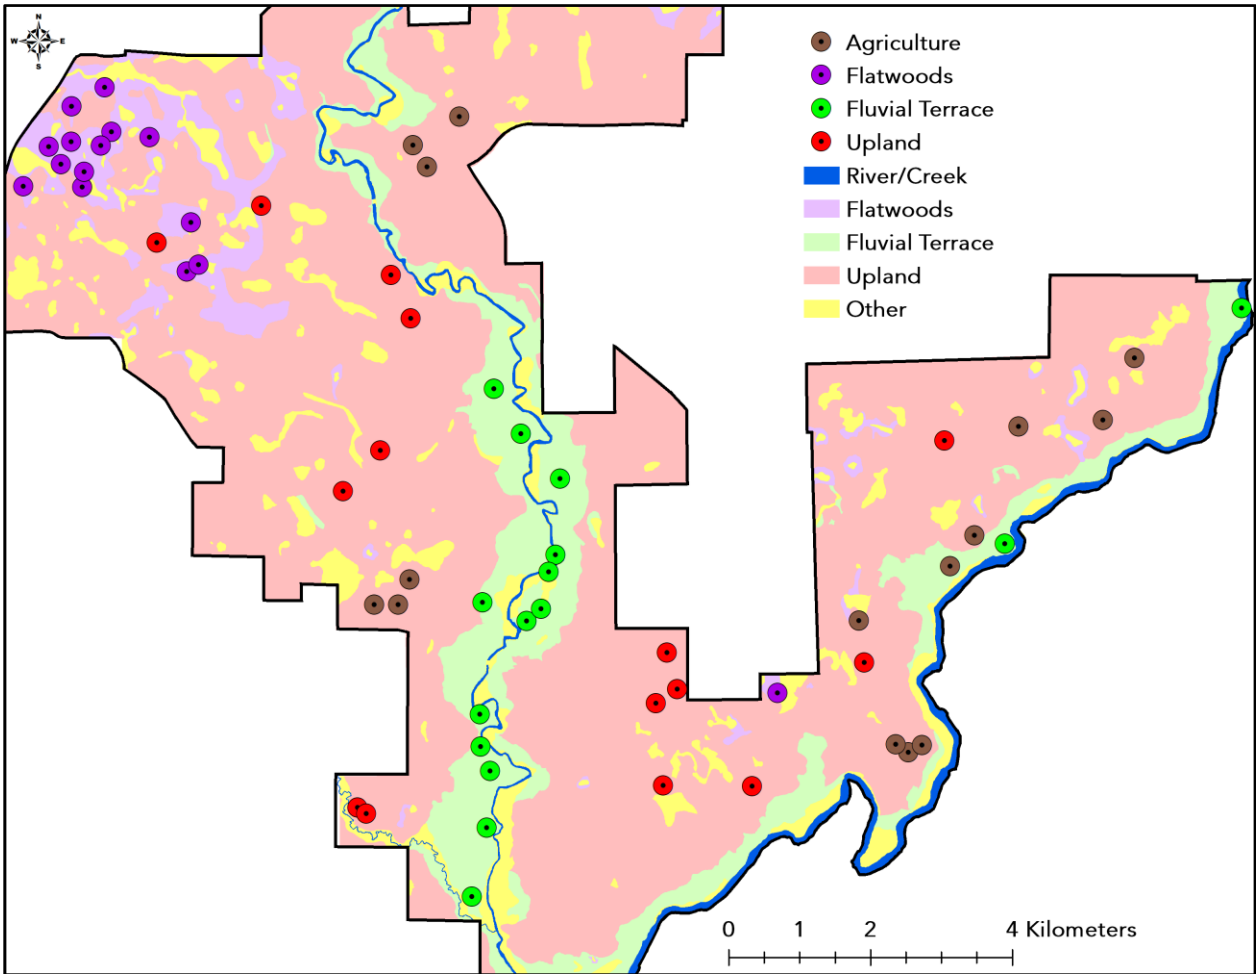 N
W E
S
Agriculture
Flatwoods
Fluvial Terrace
Upland
River/Creek
Flatwoods
Fluvial Terrace
Upland
Other
0 1 2 4 Kilometers